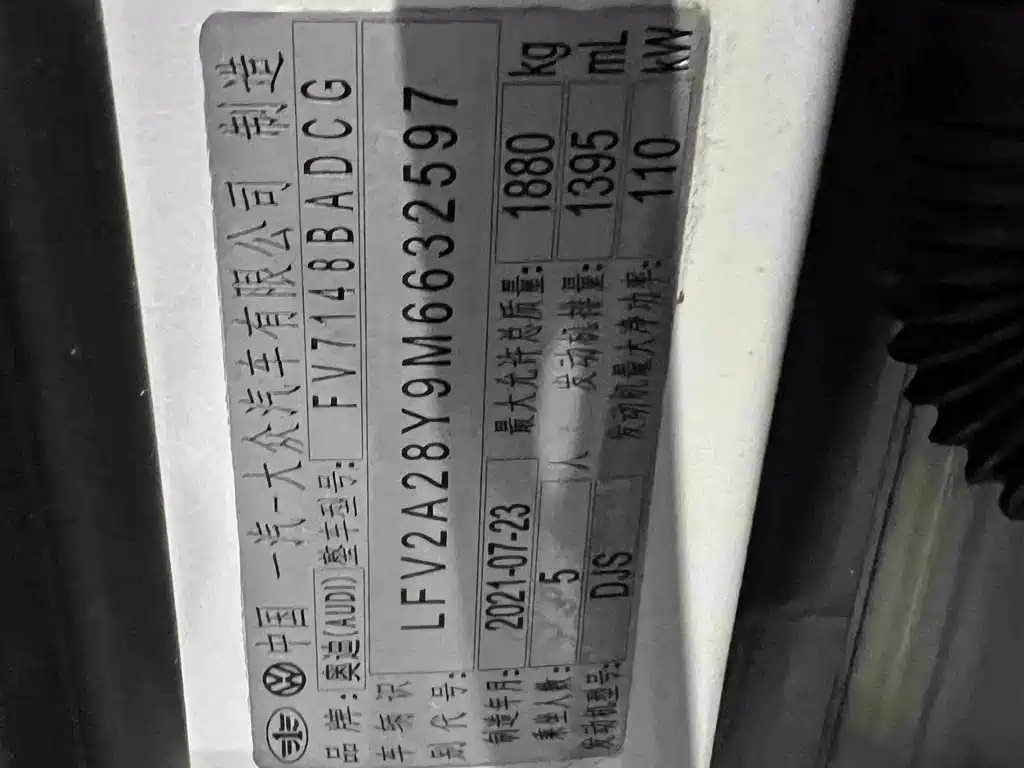 中国 一汽-大众汽车有限公司 制造
品牌: 奥迪(AUDI) 整车型号: FV7148BADCG
车辆识别代号: LFV2A28Y9M6632597
制造年月: 2021-07-23 最大允许总质量: 1880 kg
乘坐人数: 5 人 发动机排量: 1395 mL
发动机型号: DJS 发动机最大净功率: 110 kW